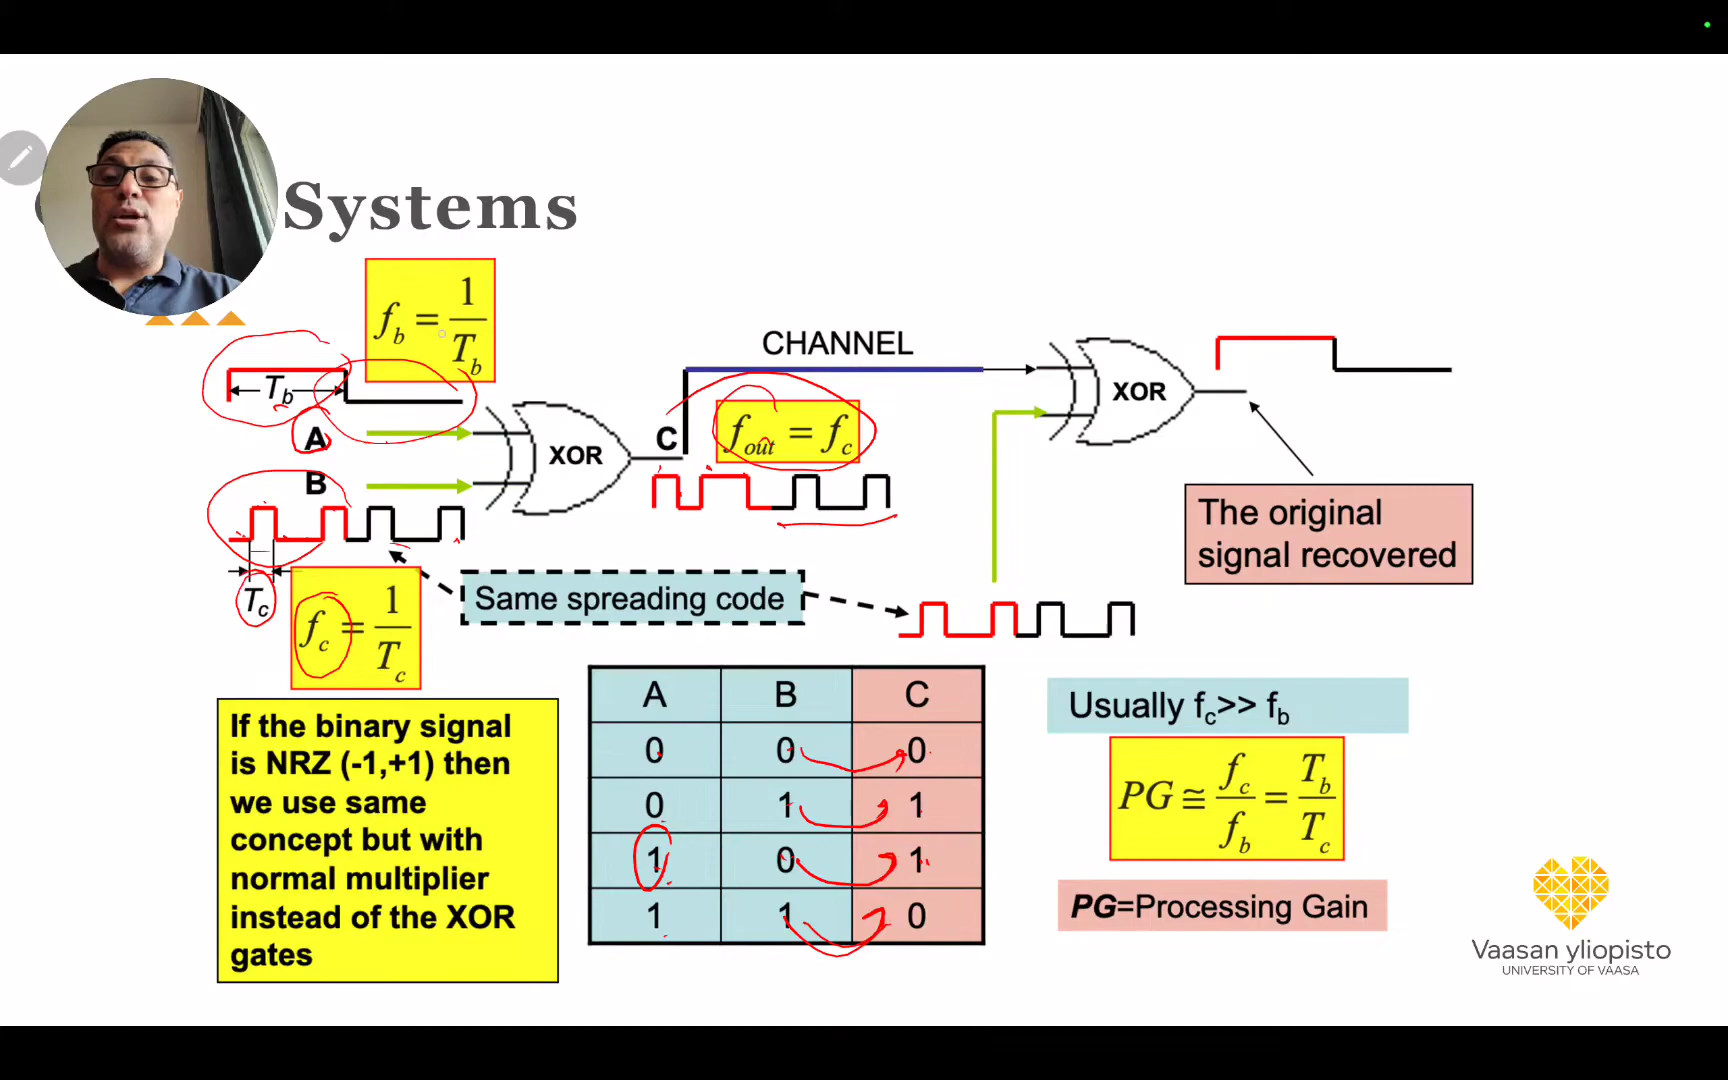 Systems
f_b = 1/T_b
T_b
A
B
XOR
C
f_out = f_c
CHANNEL
XOR
The original
signal recovered
T_c
f_c = 1/T_c
Same spreading code
If the binary signal
is NRZ (-1,+1) then
we use same
concept but with
normal multiplier
instead of the XOR
gates
A B C
0 0 0
0 1 1
1 0 1
1 1 0
Usually f_c>> f_b
PG ≅ f_c/f_b = T_b/T_c
PG=Processing Gain
Vaasan yliopisto
UNIVERSITY OF VAASA